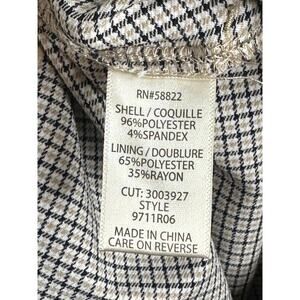 RN#58822
SHELL / COQUILLE
96%POLYESTER
4%SPANDEX
LINING / DOUBLURE
65%POLYESTER
35%RAYON
CUT: 3003927
STYLE
9711R06
MADE IN CHINA
CARE ON REVERSE